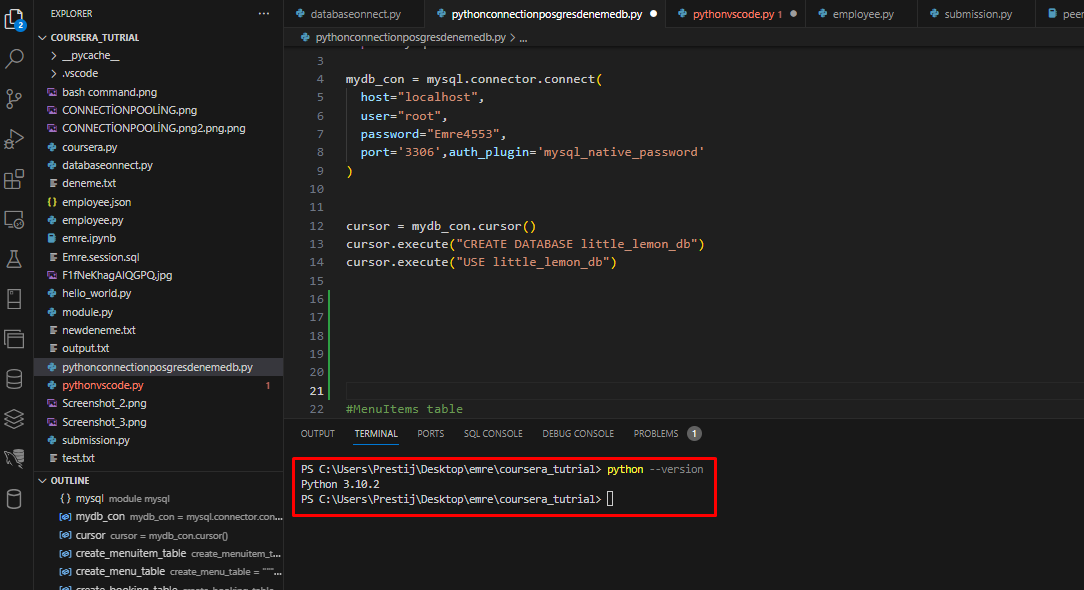 2
EXPLORER
...
COURSERA_TUTRIAL
__pycache__
.vscode
bash command.png
CONNECTİONPOOLİNG.png
CONNECTİONPOOLİNG.png2.png.png
coursera.py
databaseonnect.py
deneme.txt
{} employee.json
employee.py
emre.ipynb
Emre.session.sql
F1fNeKhagAIQGPQ.jpg
hello_world.py
module.py
newdeneme.txt
output.txt
pythonconnectionposgresdenemedb.py
pythonvscode.py 1
Screenshot_2.png
Screenshot_3.png
submission.py
test.txt
OUTLINE
{} mysql module mysql
mydb_con mydb_con = mysql.connector.con...
cursor cursor = mydb_con.cursor()
create_menuitem_table create_menuitem_t...
create_menu_table create_menu_table = """...
create_booking_table create_booking_table
databaseonnect.py
pythonconnectionposgresdenemedb.py
pythonvscode.py 1
employee.py
submission.py
peer
pythonconnectionposgresdenemedb.py > ...
3
4 mydb_con = mysql.connector.connect(
5 host="localhost",
6 user="root",
7 password="Emre4553",
8 port='3306',auth_plugin='mysql_native_password'
9 )
10
11
12 cursor = mydb_con.cursor()
13 cursor.execute("CREATE DATABASE little_lemon_db")
14 cursor.execute("USE little_lemon_db")
15
16
17
18
19
20
21
22 #MenuItems table
OUTPUT TERMINAL PORTS SQL CONSOLE DEBUG CONSOLE PROBLEMS 1
PS C:\Users\Prestij\Desktop\emre\coursera_tutrial> python --version
Python 3.10.2
PS C:\Users\Prestij\Desktop\emre\coursera_tutrial>